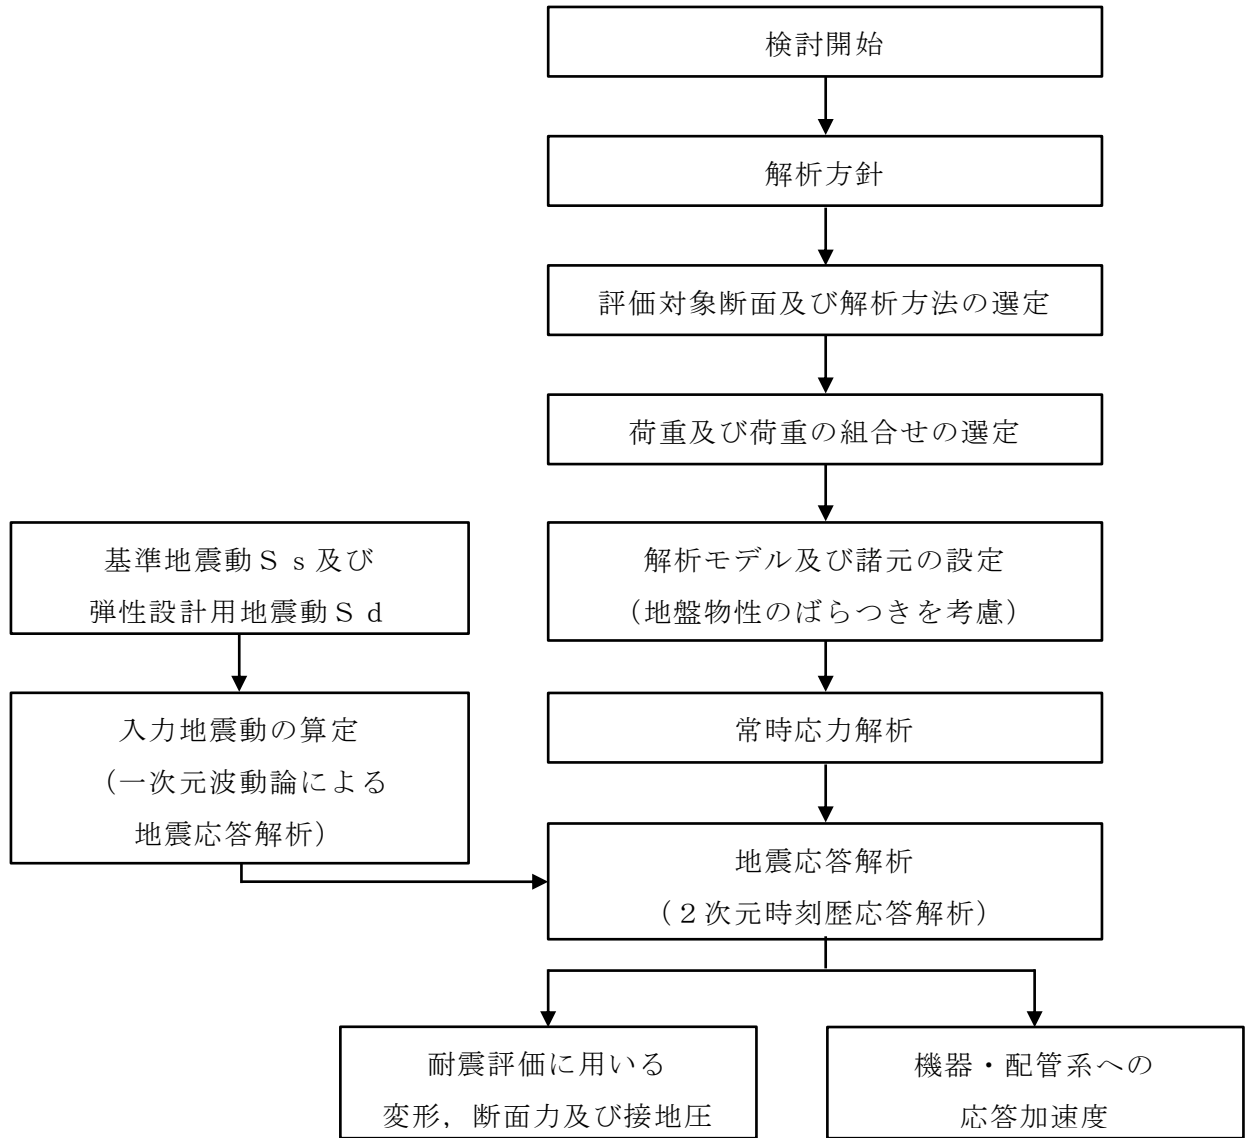 検討開始
解析方針
評価対象断面及び解析方法の選定
荷重及び荷重の組合せの選定
基準地震動Ｓｓ及び
弾性設計用地震動Ｓｄ
解析モデル及び諸元の設定
（地盤物性のばらつきを考慮）
入力地震動の算定
（一次元波動論による
地震応答解析）
常時応力解析
地震応答解析
（２次元時刻歴応答解析）
耐震評価に用いる
変形，断面力及び接地圧
機器・配管系への
応答加速度